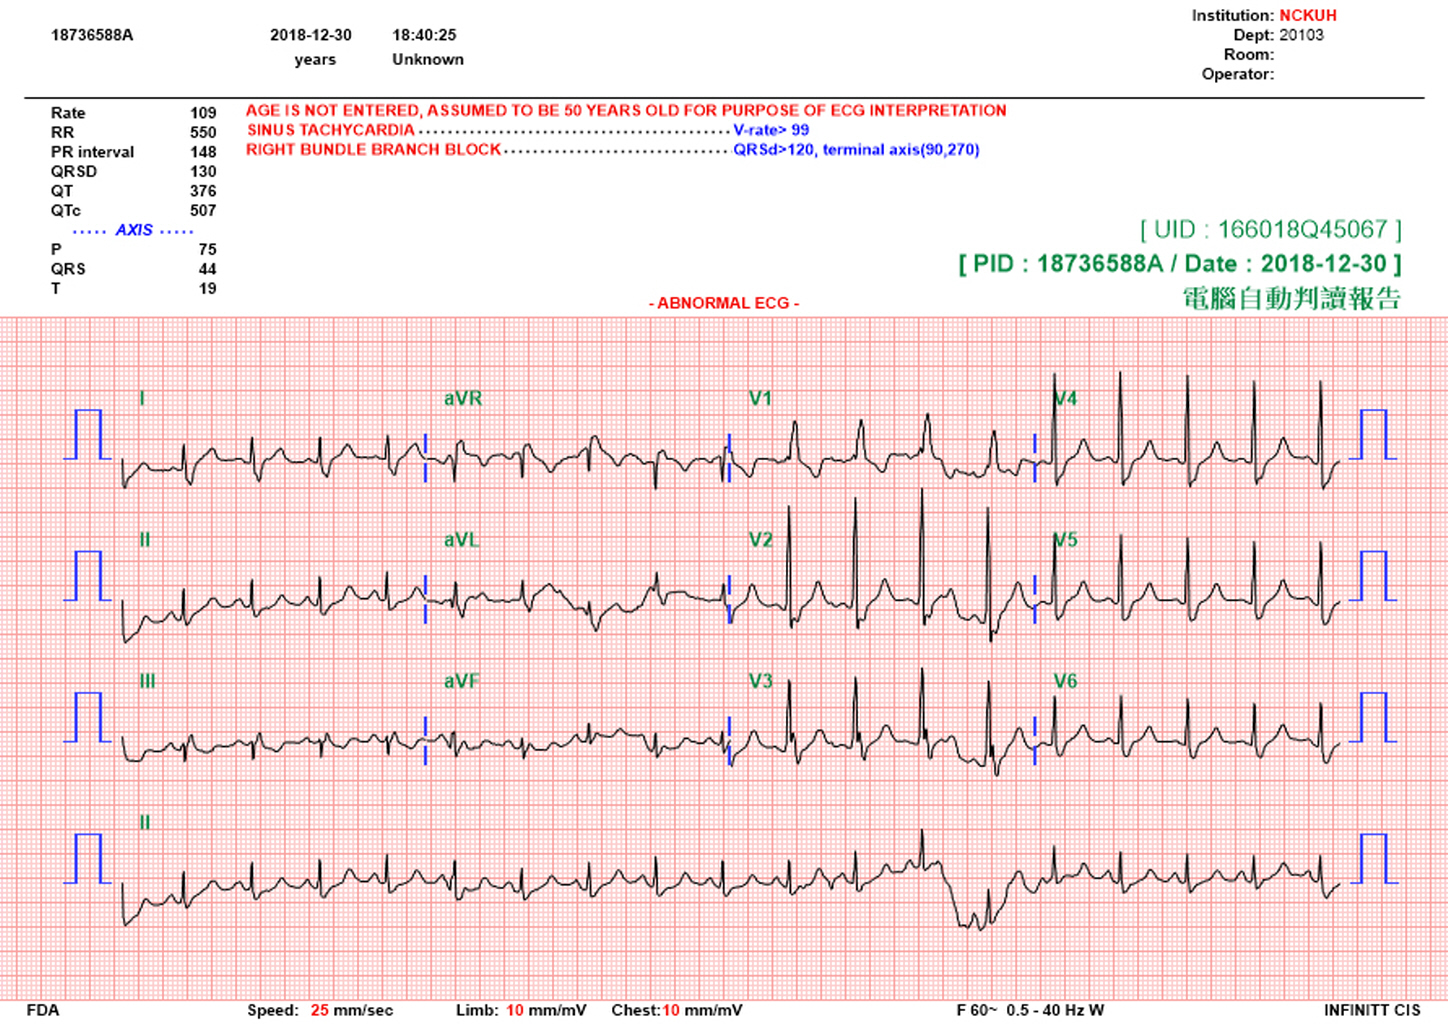 Institution: NCKUH
18736588A 2018-12-30 18:40:25 Dept: 20103
years Unknown Room:
Operator:
Rate 109 AGE IS NOT ENTERED, ASSUMED TO BE 50 YEARS OLD FOR PURPOSE OF ECG INTERPRETATION
RR 550 SINUS TACHYCARDIA V-rate> 99
PR interval 148 RIGHT BUNDLE BRANCH BLOCK QRSd>120, terminal axis(90,270)
QRSD 130
QT 376
QTc 507
..... AXIS .....
P 75
QRS 44
T 19
[ UID : 166018Q45067 ]
[ PID : 18736588A / Date : 2018-12-30 ]
電腦自動判讀報告
- ABNORMAL ECG -
I aVR V1 V4
II aVL V2 V5
III aVF V3 V6
II
FDA Speed: 25 mm/sec Limb: 10 mm/mV Chest:10 mm/mV F 60~ 0.5 - 40 Hz W INFINITT CIS